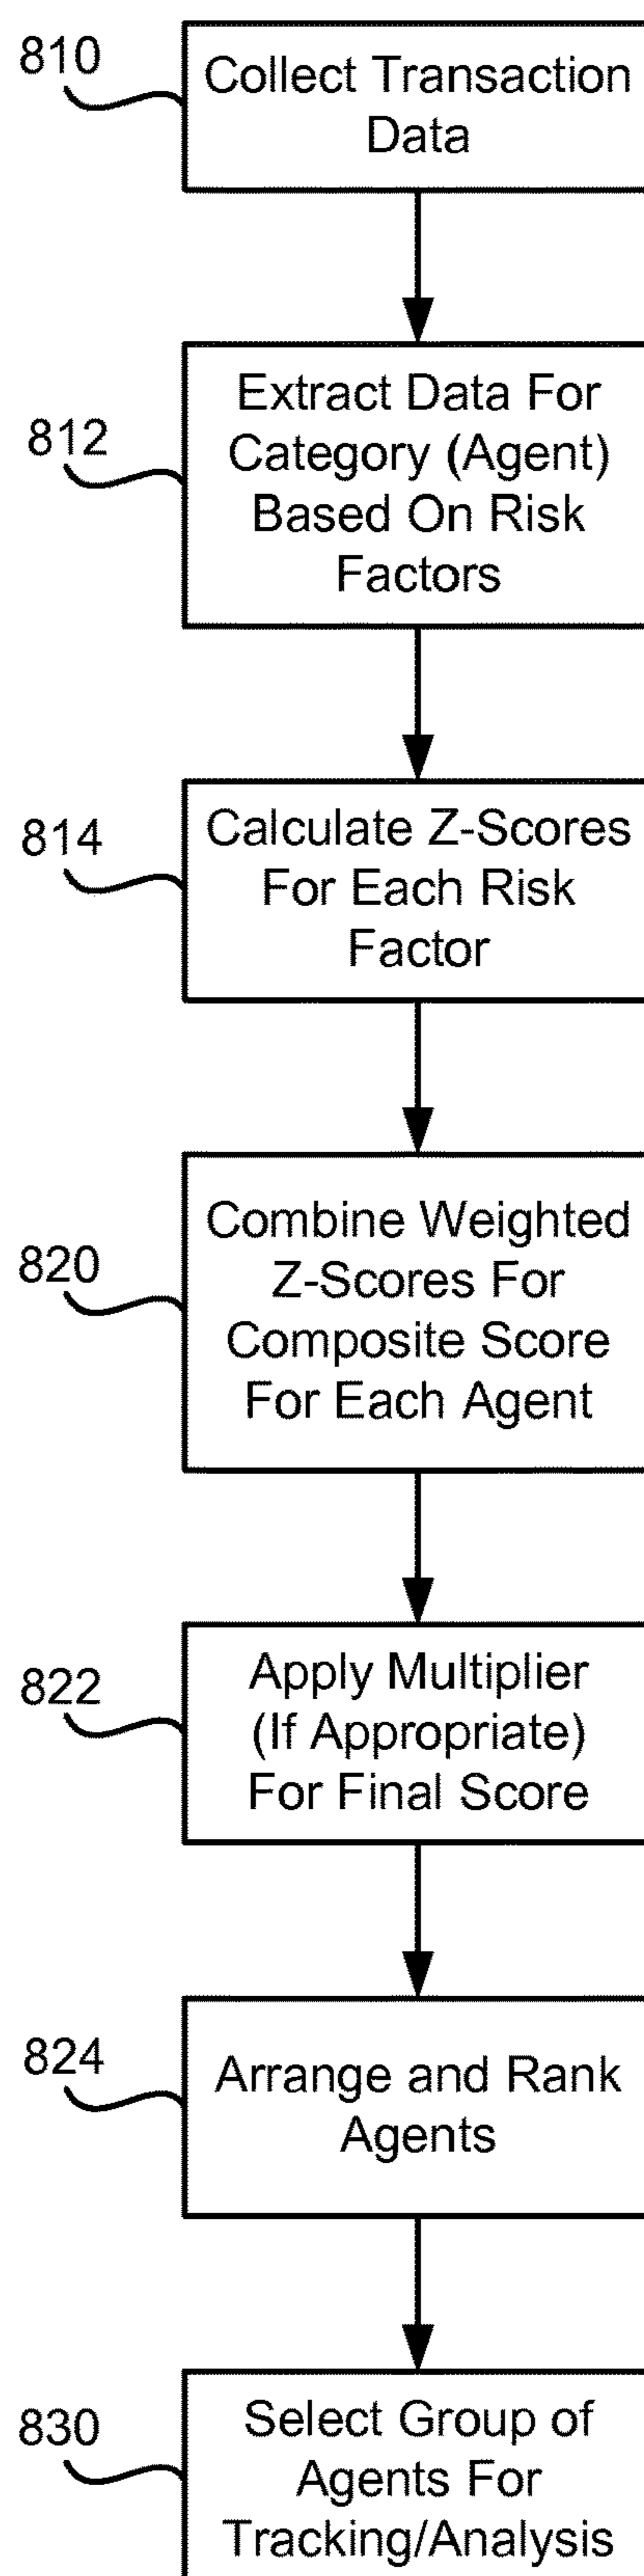 810
Collect Transaction
Data
812
Extract Data For
Category (Agent)
Based On Risk
Factors
814
Calculate Z-Scores
For Each Risk
Factor
820
Combine Weighted
Z-Scores For
Composite Score
For Each Agent
822
Apply Multiplier
(If Appropriate)
For Final Score
824
Arrange and Rank
Agents
830
Select Group of
Agents For
Tracking/Analysis